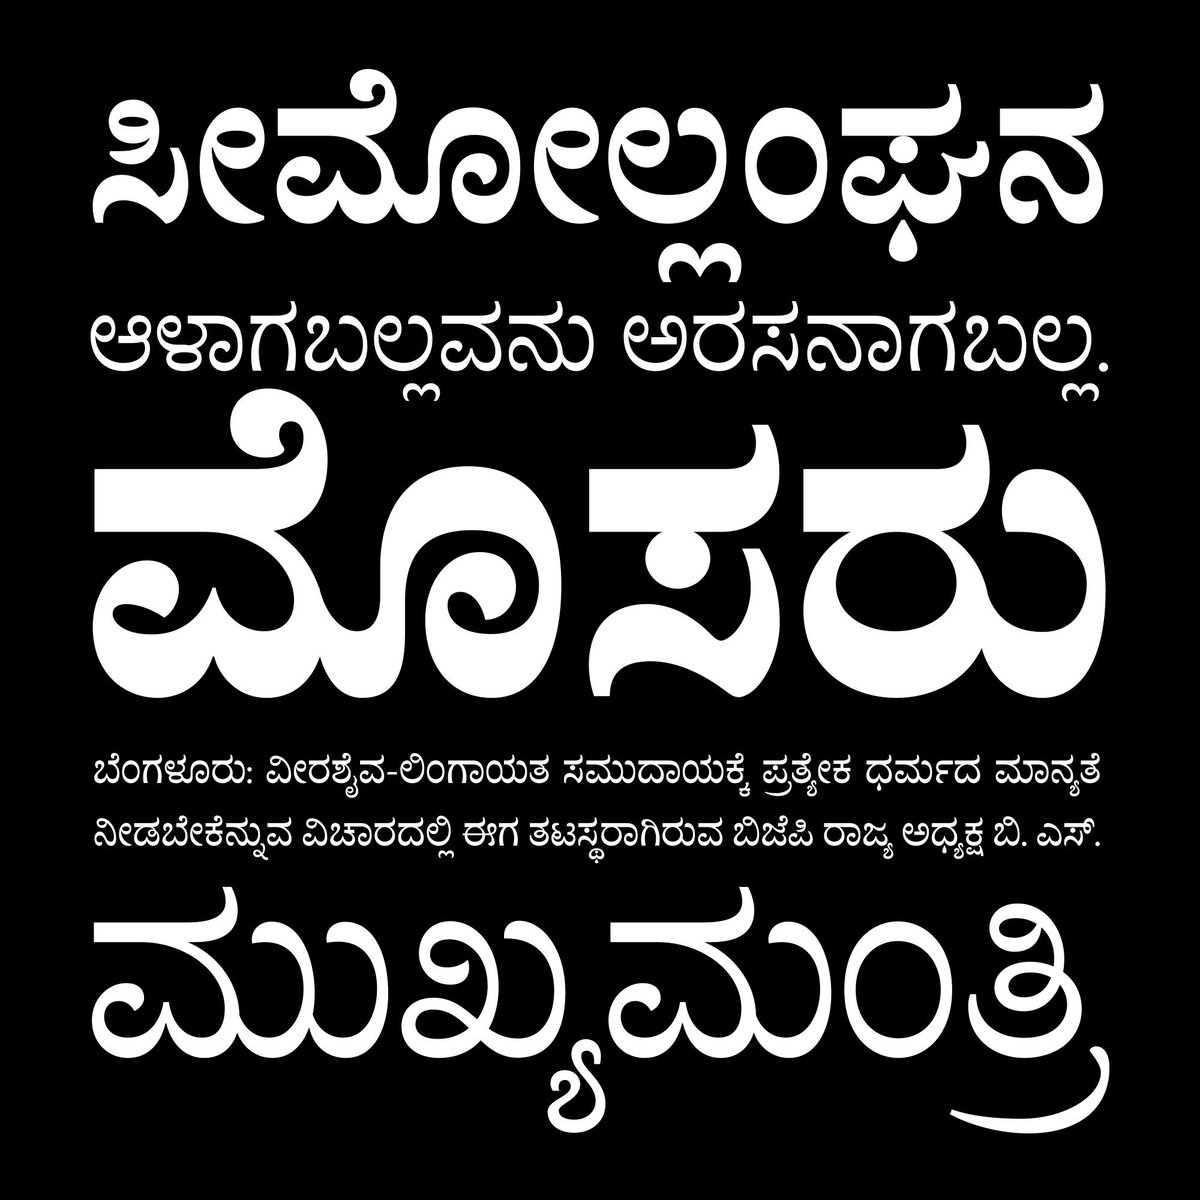 ಸೀಮೋಲ್ಲಂಘನ
ಆಳಾಗಬಲ್ಲವನು ಅರಸನಾಗಬಲ್ಲ.
ಮೊಸರು
ಬೆಂಗಳೂರು: ವೀರಶೈವ-ಲಿಂಗಾಯತ ಸಮುದಾಯಕ್ಕೆ ಪ್ರತ್ಯೇಕ ಧರ್ಮದ ಮಾನ್ಯತೆ
ನೀಡಬೇಕೆನ್ನುವ ವಿಚಾರದಲ್ಲಿ ಈಗ ತಟಸ್ಥರಾಗಿರುವ ಬಿಜೆಪಿ ರಾಜ್ಯ ಅಧ್ಯಕ್ಷ ಬಿ. ಎಸ್.
ಮುಖ್ಯಮಂತ್ರಿ